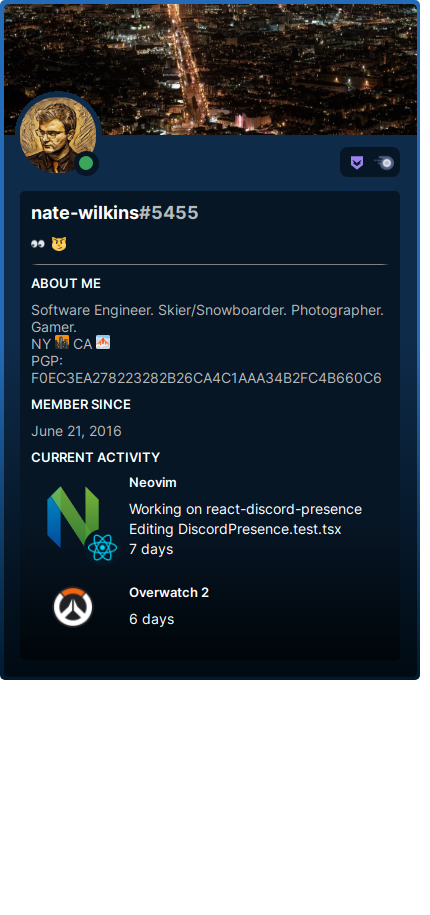 nate-wilkins#5455
👀 😼
ABOUT ME
Software Engineer. Skier/Snowboarder. Photographer.
Gamer.
NY 🌇 CA 🏔
PGP:
F0EC3EA278223282B26CA4C1AAA34B2FC4B660C6
MEMBER SINCE
June 21, 2016
CURRENT ACTIVITY
Neovim
Working on react-discord-presence
Editing DiscordPresence.test.tsx
7 days
Overwatch 2
6 days